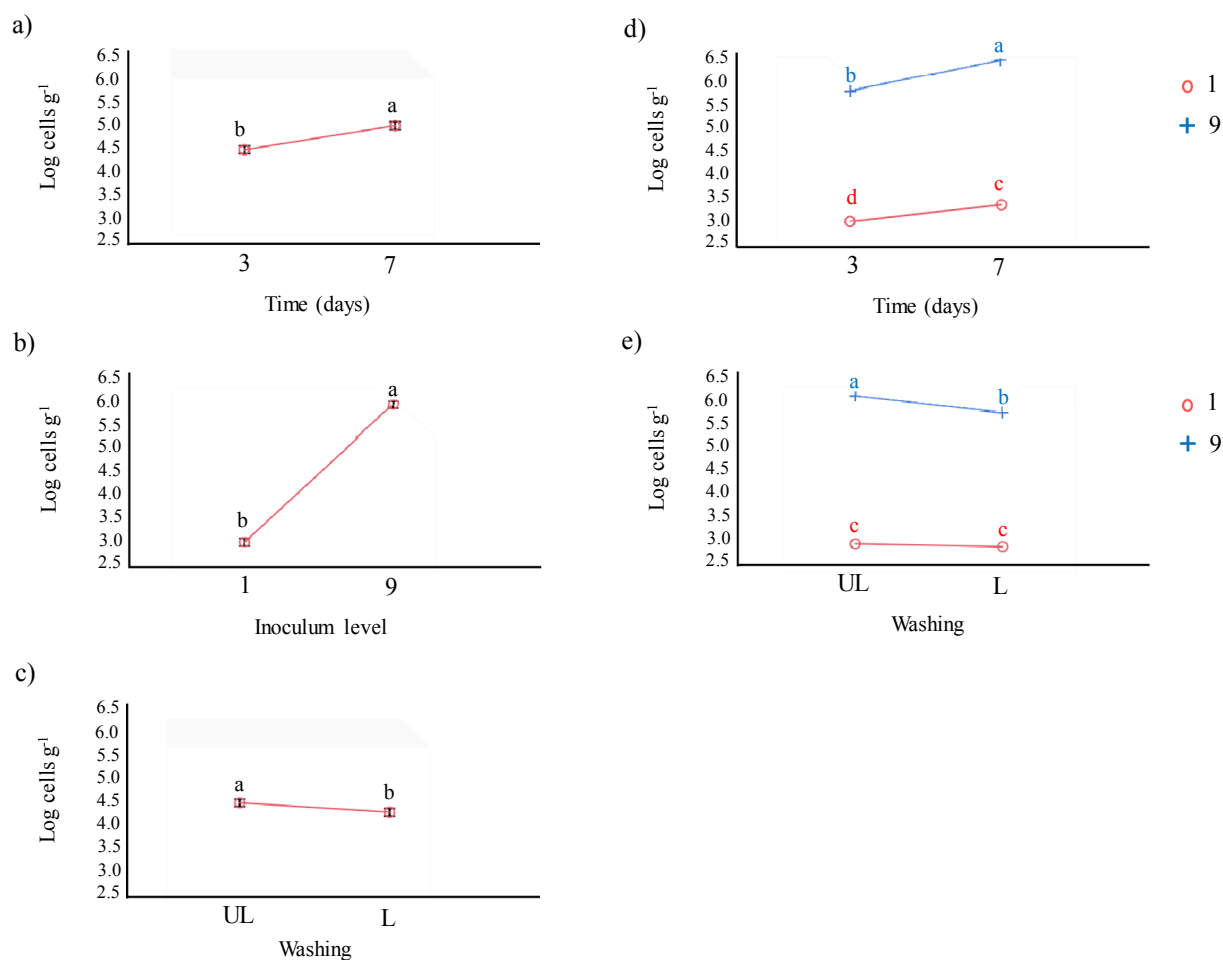 a)
Log cells g-1
6.5
6.0
5.5
5.0
4.5
4.0
3.5
3.0
2.5
b
a
3
7
Time (days)
b)
Log cells g-1
6.5
6.0
5.5
5.0
4.5
4.0
3.5
3.0
2.5
b
a
1
9
Inoculum level
c)
Log cells g-1
6.5
6.0
5.5
5.0
4.5
4.0
3.5
3.0
2.5
a
b
UL
L
Washing
d)
Log cells g-1
6.5
6.0
5.5
5.0
4.5
4.0
3.5
3.0
2.5
b
a
d
c
3
7
Time (days)
1
9
e)
Log cells g-1
6.5
6.0
5.5
5.0
4.5
4.0
3.5
3.0
2.5
a
b
c
c
UL
L
Washing
1
9